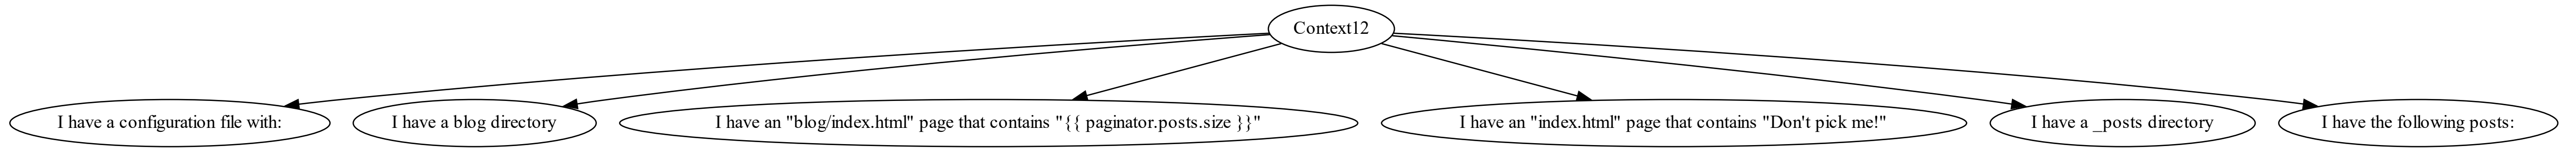 Context12
I have a configuration file with:
I have a blog directory
I have an "blog/index.html" page that contains "{{ paginator.posts.size }}"
I have an "index.html" page that contains "Don't pick me!"
I have a _posts directory
I have the following posts: